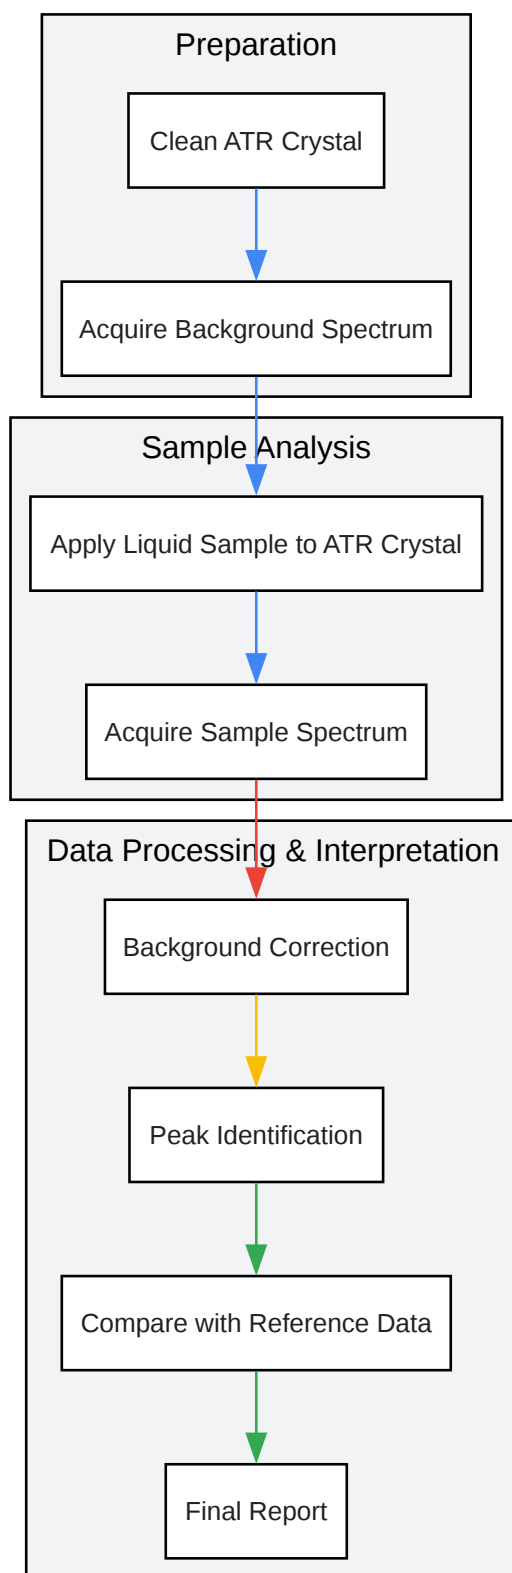 Preparation
Clean ATR Crystal
Acquire Background Spectrum
Sample Analysis
Apply Liquid Sample to ATR Crystal
Acquire Sample Spectrum
Data Processing & Interpretation
Background Correction
Peak Identification
Compare with Reference Data
Final Report